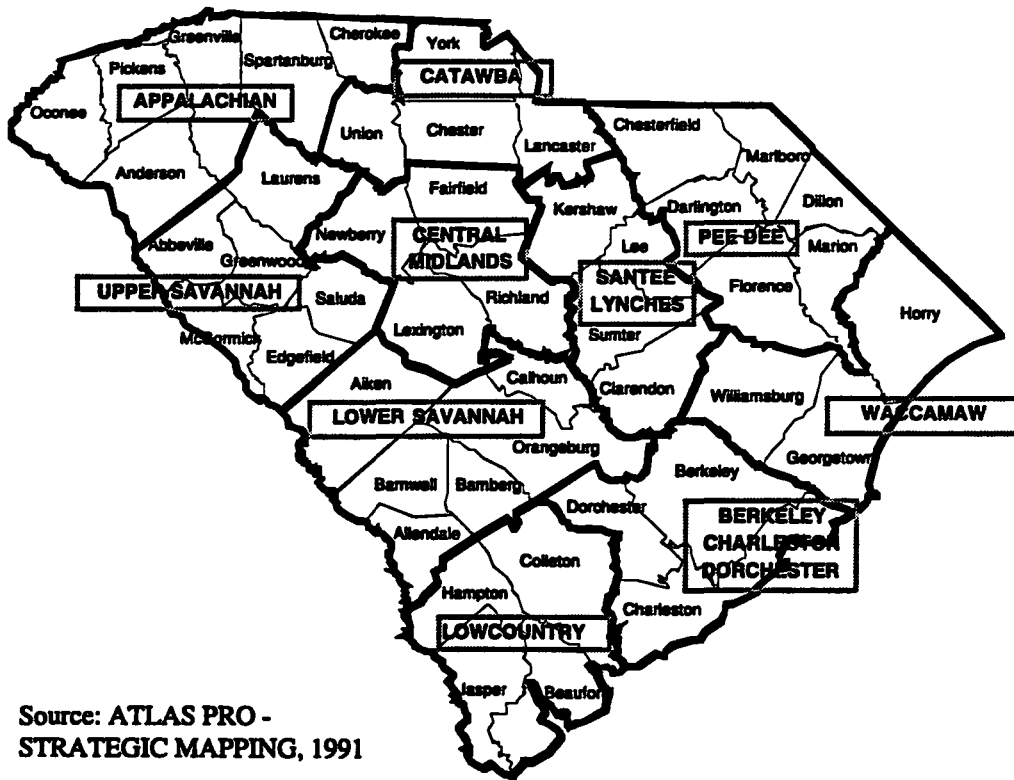 Cherokee
York
Greenville
Spartanburg
Pickens
CATAWBA
Oconee
APPALACHIAN
Union
Chester
Chesterfield
Lancaster
Marlboro
Anderson
Laurens
Fairfield
Dillon
Kershaw
Darlington
Newberry
CENTRAL
MIDLANDS
Abbeville
Lee
PEE DEE
Marion
Greenwood
SANTEE
LYNCHES
Florence
UPPER SAVANNAH
Saluda
Richland
Horry
McCormick
Lexington
Sumter
Edgefield
Aiken
Calhoun
Clarendon
Williamsburg
LOWER SAVANNAH
WACCAMAW
Orangeburg
Georgetown
Berkeley
Barnwell
Bamberg
Dorchester
BERKELEY
CHARLESTON
DORCHESTER
Allendale
Colleton
Hampton
Charleston
LOWCOUNTRY
Jasper
Beaufort
Source: ATLAS PRO -
STRATEGIC MAPPING, 1991